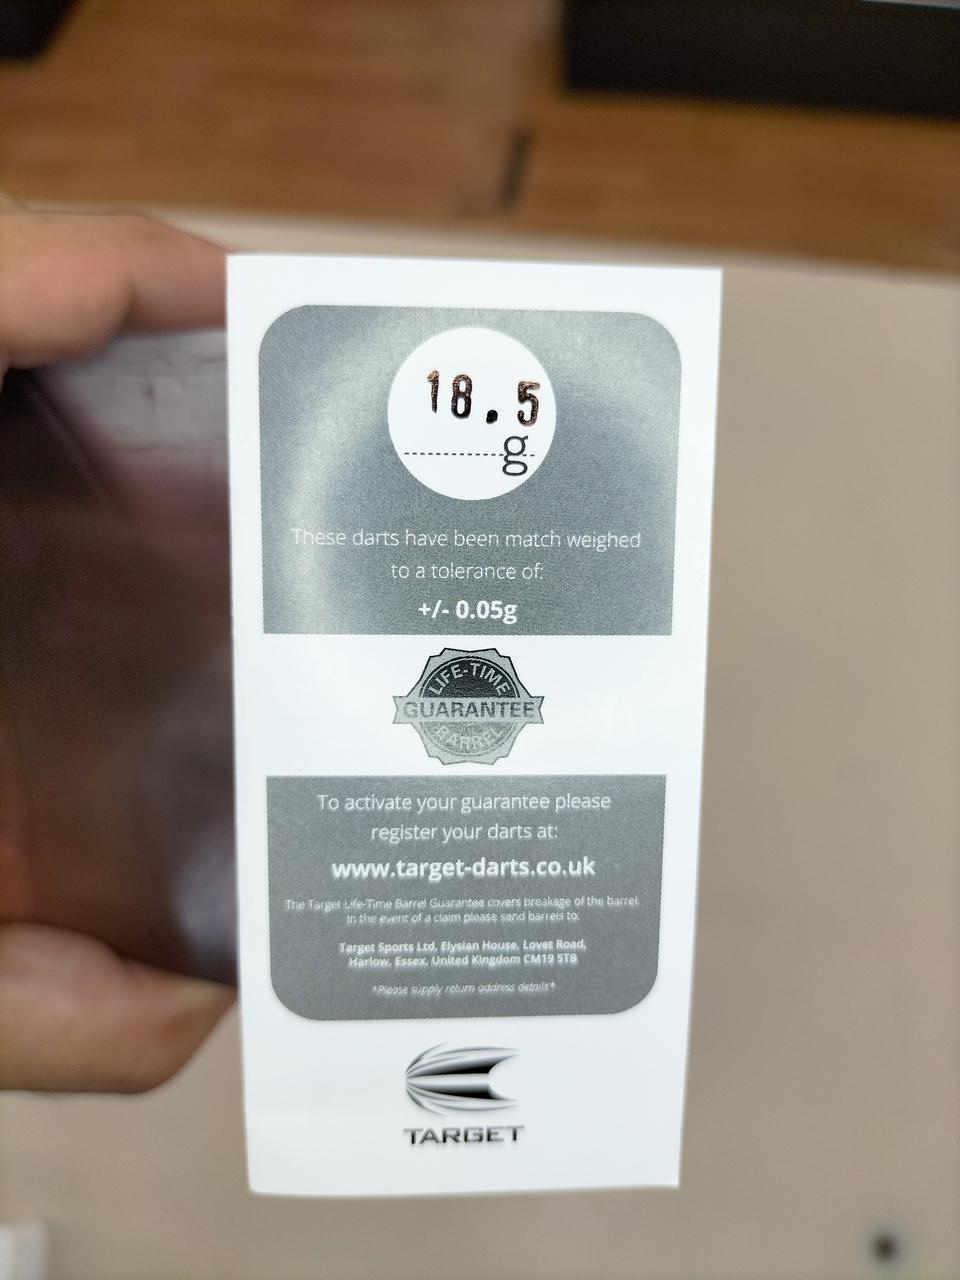 18.5
g
These darts have been match weighed
to a tolerance of:
+/- 0.05g
LIFE-TIME
GUARANTEE
BARREL
To activate your guarantee please
register your darts at:
www.target-darts.co.uk
The Target Life-Time Barrel Guarantee covers breakage of the barrel.
In the event of a claim please send barrels to:
Target Sports Ltd, Elysian House, Lovet Road,
Harlow, Essex, United Kingdom CM19 5TB
*Please supply return address details*
TARGET